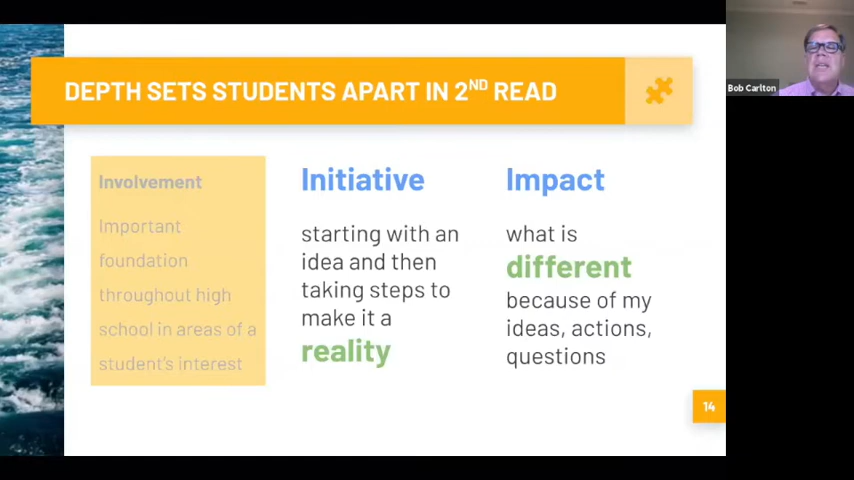 DEPTH SETS STUDENTS APART IN 2ND READ
Bob Carlton
Involvement
Important
foundation
throughout high
school in areas of a
student's interest
Initiative
starting with an
idea and then
taking steps to
make it a
reality
Impact
what is
different
because of my
ideas, actions,
questions
14